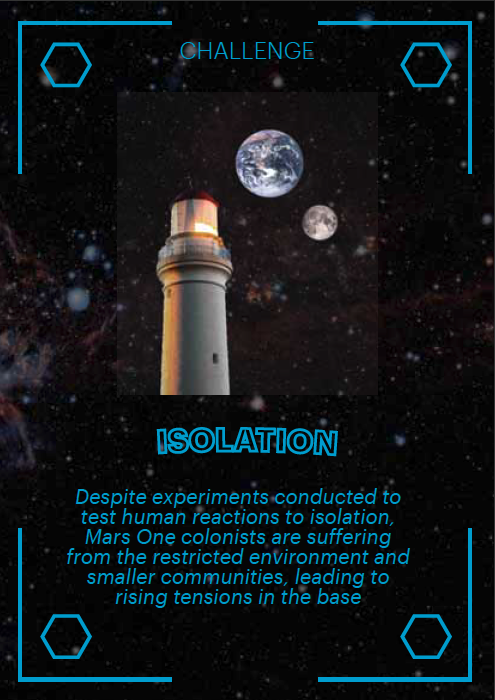 CHALLENGE
ISOLATION
Despite experiments conducted to
test human reactions to isolation,
Mars One colonists are suffering
from the restricted environment and
smaller communities, leading to
rising tensions in the base